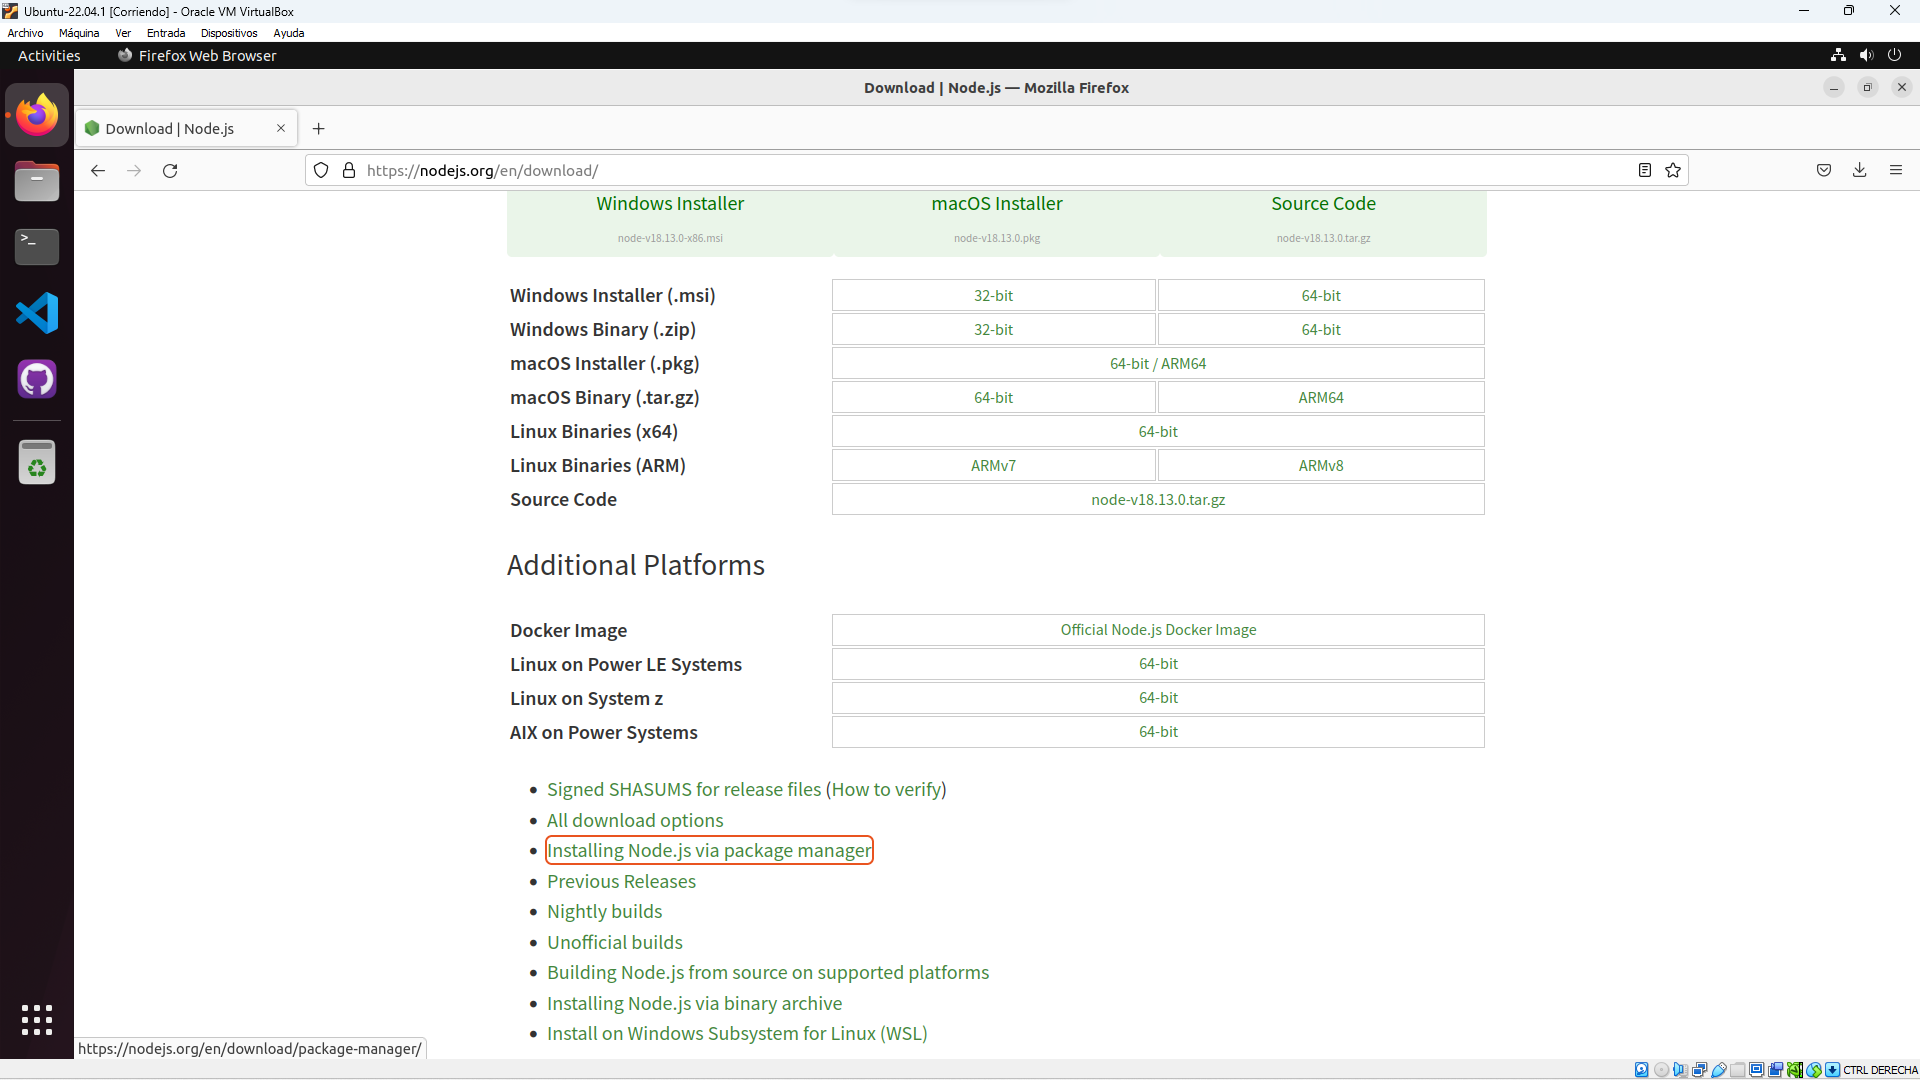 Ubuntu-22.04.1 [Corriendo] - Oracle VM VirtualBox
Archivo Máquina Ver Entrada Dispositivos Ayuda
Activities Firefox Web Browser
Download | Node.js — Mozilla Firefox
Download | Node.js
https://nodejs.org/en/download/
Windows Installer macOS Installer Source Code
node-v18.13.0-x86.msi node-v18.13.0.pkg node-v18.13.0.tar.gz
Windows Installer (.msi) 32-bit 64-bit
Windows Binary (.zip) 32-bit 64-bit
macOS Installer (.pkg) 64-bit / ARM64
macOS Binary (.tar.gz) 64-bit ARM64
Linux Binaries (x64) 64-bit
Linux Binaries (ARM) ARMv7 ARMv8
Source Code node-v18.13.0.tar.gz
Additional Platforms
Docker Image Official Node.js Docker Image
Linux on Power LE Systems 64-bit
Linux on System z 64-bit
AIX on Power Systems 64-bit
Signed SHASUMS for release files (How to verify)
All download options
Installing Node.js via package manager
Previous Releases
Nightly builds
Unofficial builds
Building Node.js from source on supported platforms
Installing Node.js via binary archive
Install on Windows Subsystem for Linux (WSL)
https://nodejs.org/en/download/package-manager/
CTRL DERECHA